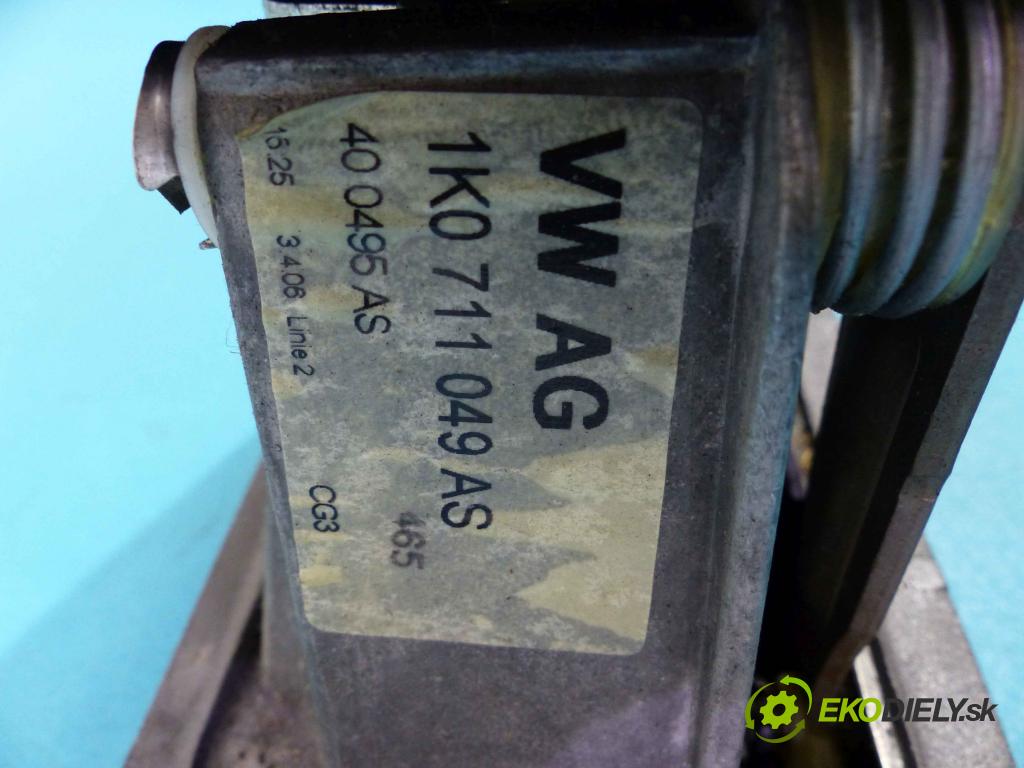 VW AG
1K0 711 049 AS
40 0495 AS 465
15:25 3.4.06 Linie 2 CG3
EKODIELY.sk